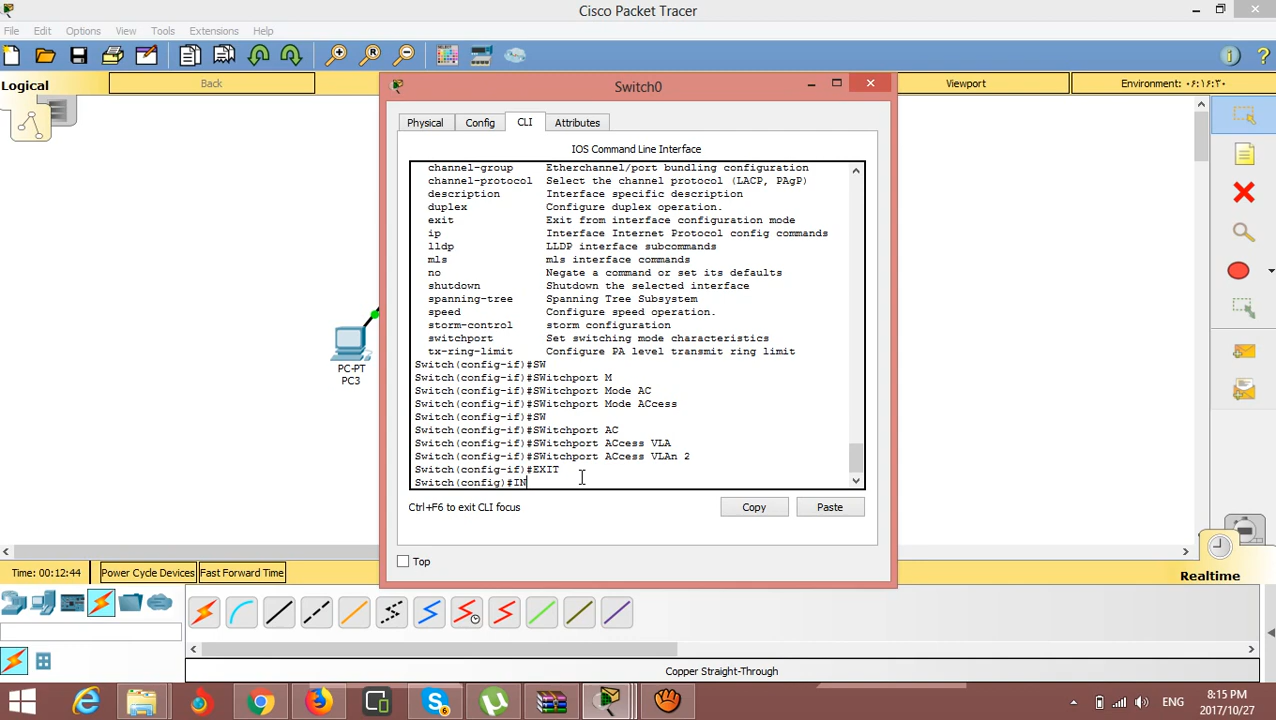 Cisco Packet Tracer
File Edit Options View Tools Extensions Help
Logical
Back
Viewport
Environment: ۰۶:۱۶:۳۰
Switch0
Physical Config CLI Attributes
IOS Command Line Interface
channel-group Etherchannel/port bundling configuration
channel-protocol Select the channel protocol (LACP, PAgP)
description Interface specific description
duplex Configure duplex operation.
exit Exit from interface configuration mode
ip Interface Internet Protocol config commands
lldp LLDP interface subcommands
mls mls interface commands
no Negate a command or set its defaults
shutdown Shutdown the selected interface
spanning-tree Spanning Tree Subsystem
speed Configure speed operation.
storm-control storm configuration
switchport Set switching mode characteristics
tx-ring-limit Configure PA level transmit ring limit
Switch(config-if)#SW
Switch(config-if)#SWitchport M
Switch(config-if)#SWitchport Mode AC
Switch(config-if)#SWitchport Mode ACcess
Switch(config-if)#SW
Switch(config-if)#SWitchport AC
Switch(config-if)#SWitchport ACcess VLA
Switch(config-if)#SWitchport ACcess VLAn 2
Switch(config-if)#EXIT
Switch(config)#IN
Ctrl+F6 to exit CLI focus
Copy
Paste
Top
PC-PT
PC3
Time: 00:12:44 Power Cycle Devices Fast Forward Time
Realtime
Copper Straight-Through
ENG
8:15 PM
2017/10/27